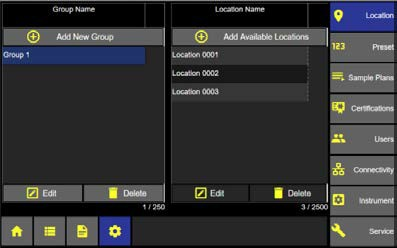 Group Name
Add New Group
Group 1
Edit
Delete
1 / 250
Location Name
Add Available Locations
Location 0001
Location 0002
Location 0003
Edit
Delete
3 / 2500
Location
123 Preset
Sample Plans
Certifications
Users
Connectivity
Instrument
Service